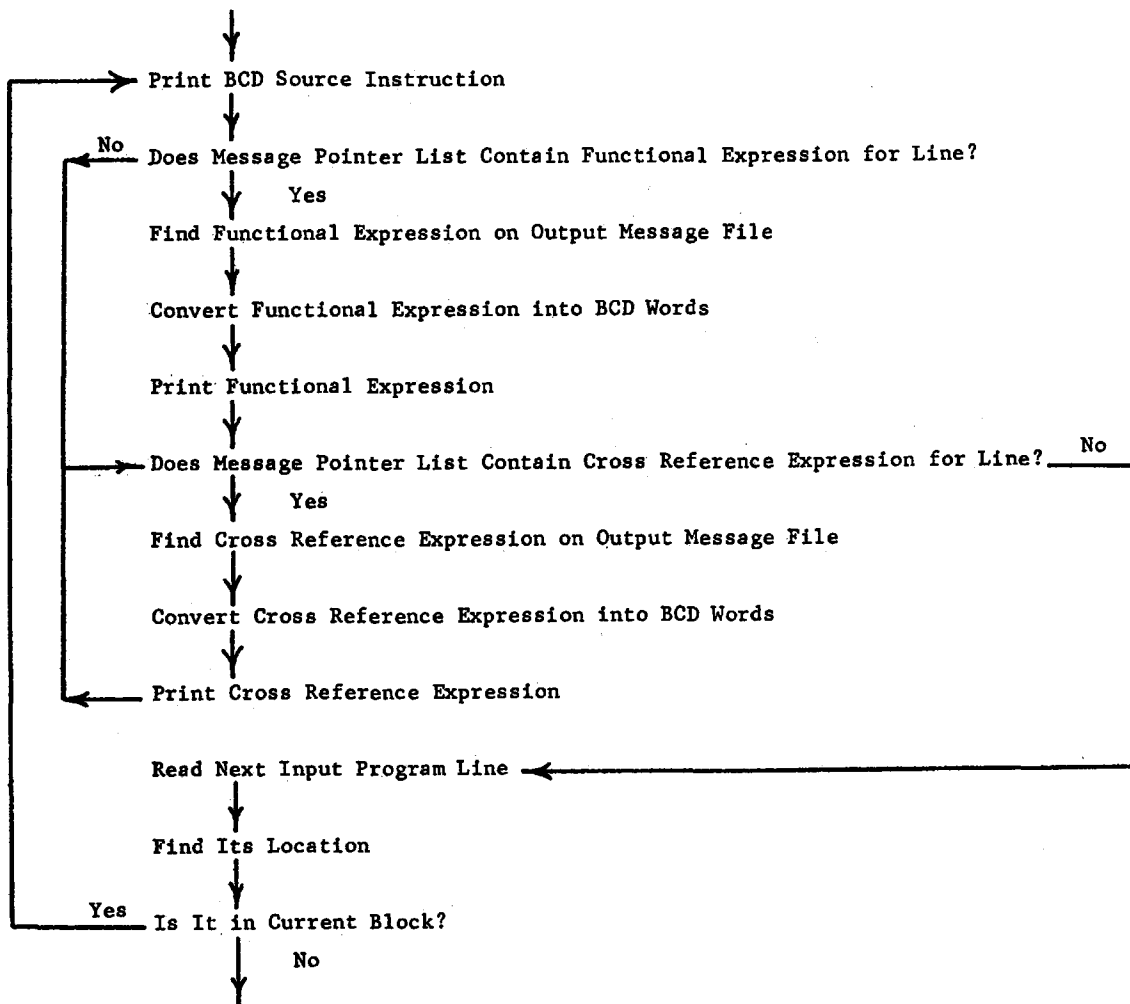 Print BCD Source Instruction
No
Does Message Pointer List Contain Functional Expression for Line?
Yes
Find Functional Expression on Output Message File
Convert Functional Expression into BCD Words
Print Functional Expression
Does Message Pointer List Contain Cross Reference Expression for Line?
No
Yes
Find Cross Reference Expression on Output Message File
Convert Cross Reference Expression into BCD Words
Print Cross Reference Expression
Read Next Input Program Line
Find Its Location
Yes
Is It in Current Block?
No